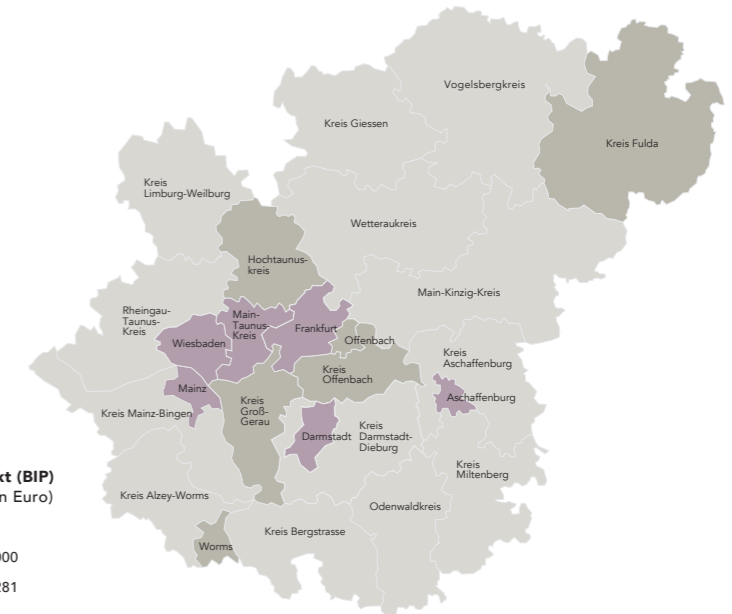 Vogelsbergkreis
Kreis Giessen
Kreis Fulda
Kreis
Limburg-Weilburg
Wetteraukreis
Hochtaunus-
kreis
Main-Kinzig-Kreis
Rheingau-
Taunus-
Kreis
Main-
Taunus-
Kreis
Frankfurt
Wiesbaden
Offenbach
Kreis
Aschaffenburg
Kreis
Offenbach
Mainz
Aschaffenburg
Kreis
Groß-
Gerau
Kreis Mainz-Bingen
Kreis
Darmstadt-
Dieburg
Darmstadt
Kreis
Miltenberg
kt (BIP)
n Euro)
Kreis Alzey-Worms
Odenwaldkreis
Kreis Bergstrasse
Worms
000
281